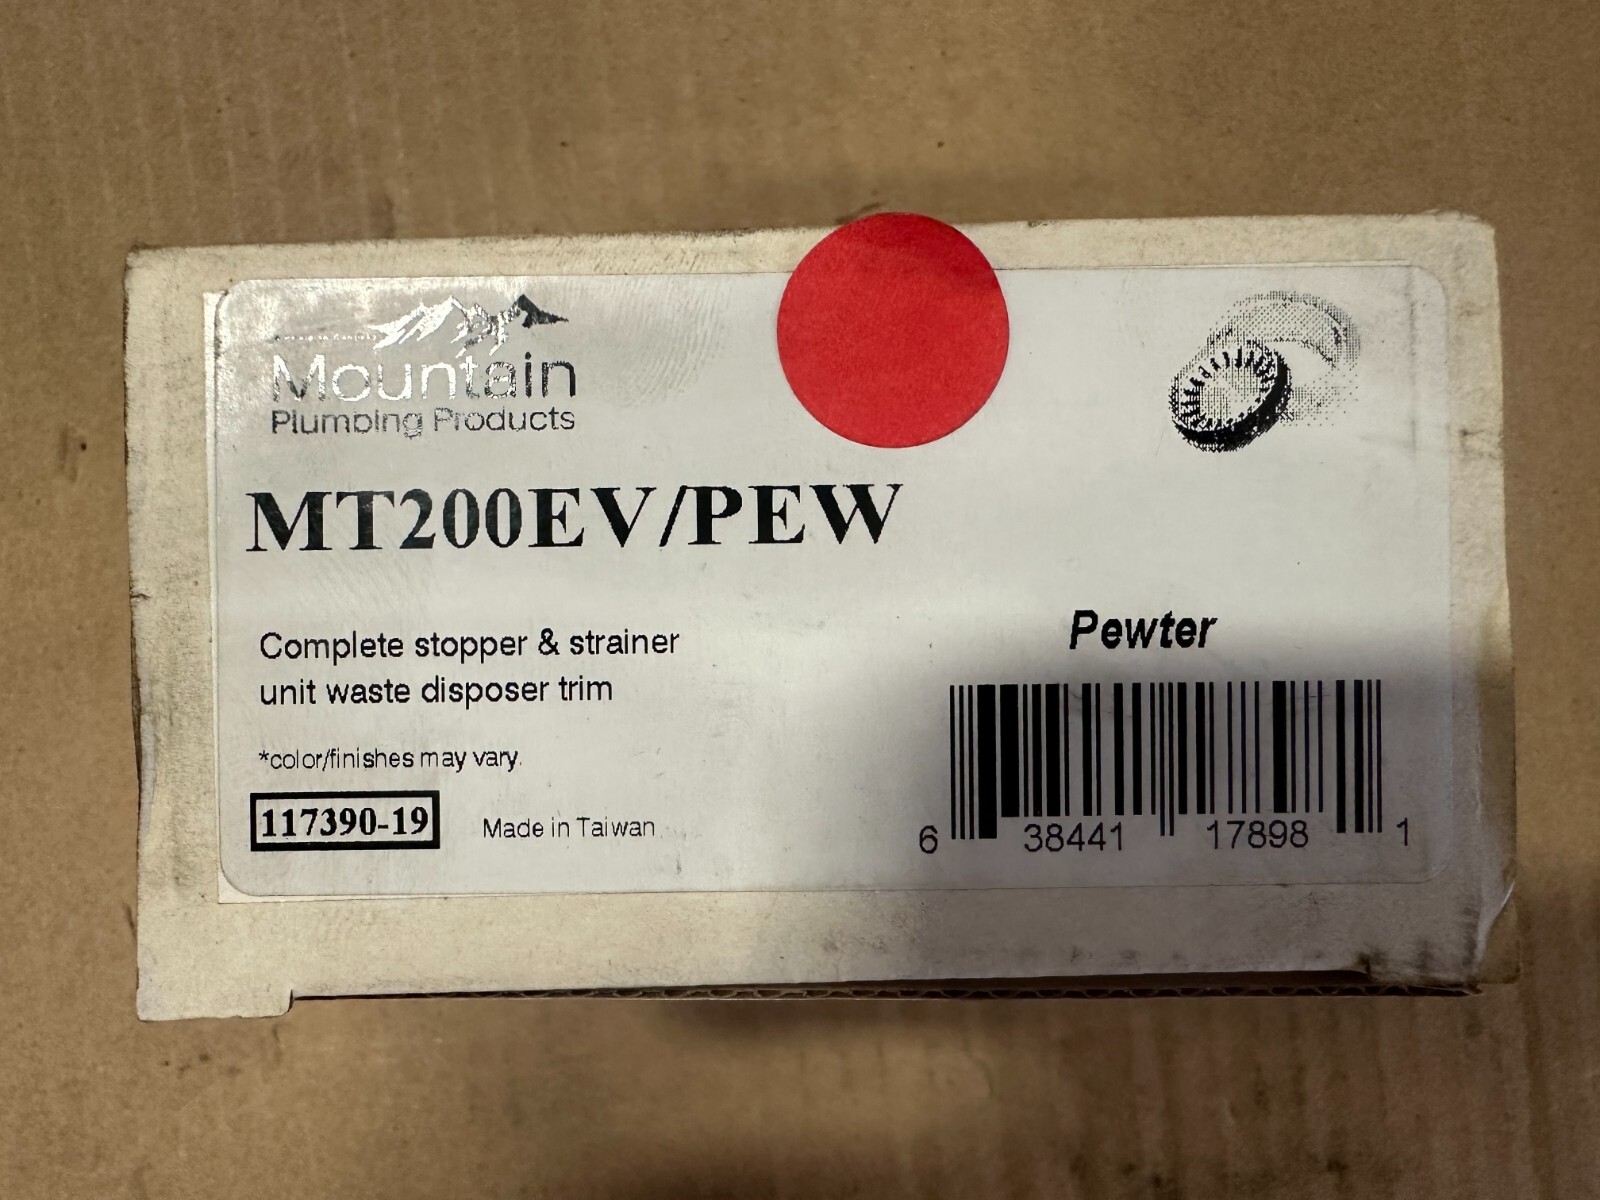 Mountain
Plumbing Products
MT200EV/PEW
Complete stopper & strainer
unit waste disposer trim
*color/finishes may vary.
117390-19
Made in Taiwan
Pewter
6 38441 17898 1